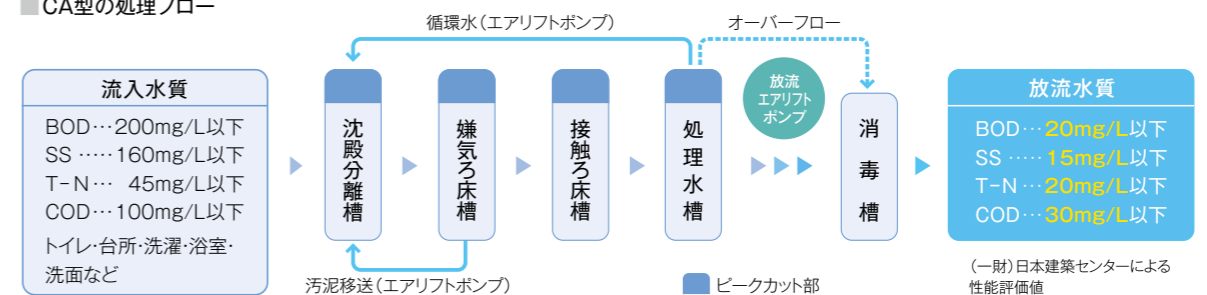 ■CA型の処理フロー
循環水（エアリフトポンプ）
オーバーフロー
流入水質
BOD…200mg/L以下
SS ……160mg/L以下
T-N… 45mg/L以下
COD…100mg/L以下
トイレ・台所・洗濯・浴室・
洗面など
沈殿分離槽
嫌気ろ床槽
接触ろ床槽
処理水槽
放流
エアリフト
ポンプ
消毒槽
放流水質
BOD…20mg/L以下
SS ……15mg/L以下
T-N…20mg/L以下
COD…30mg/L以下
汚泥移送（エアリフトポンプ）
ピークカット部
（一財）日本建築センターによる
性能評価値